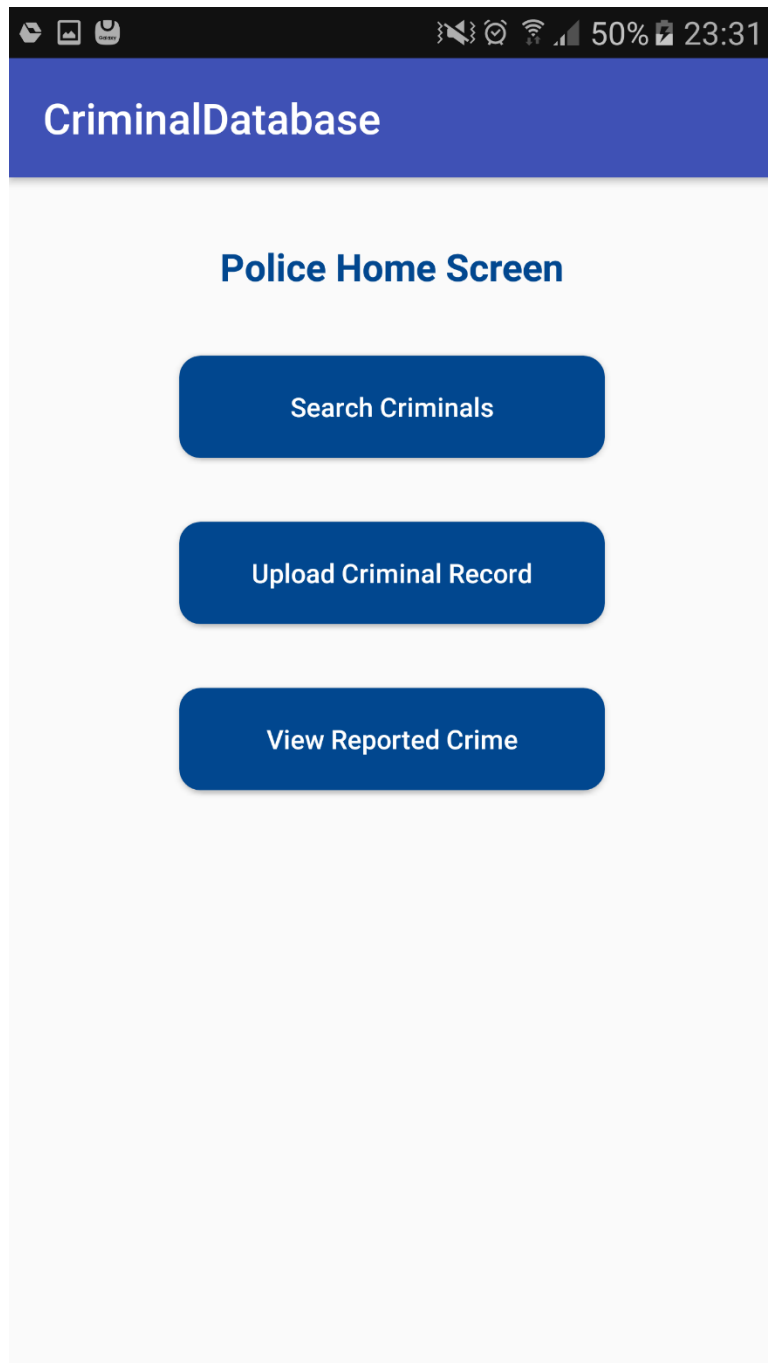 50% 23:31
CriminalDatabase
Police Home Screen
Search Criminals
Upload Criminal Record
View Reported Crime